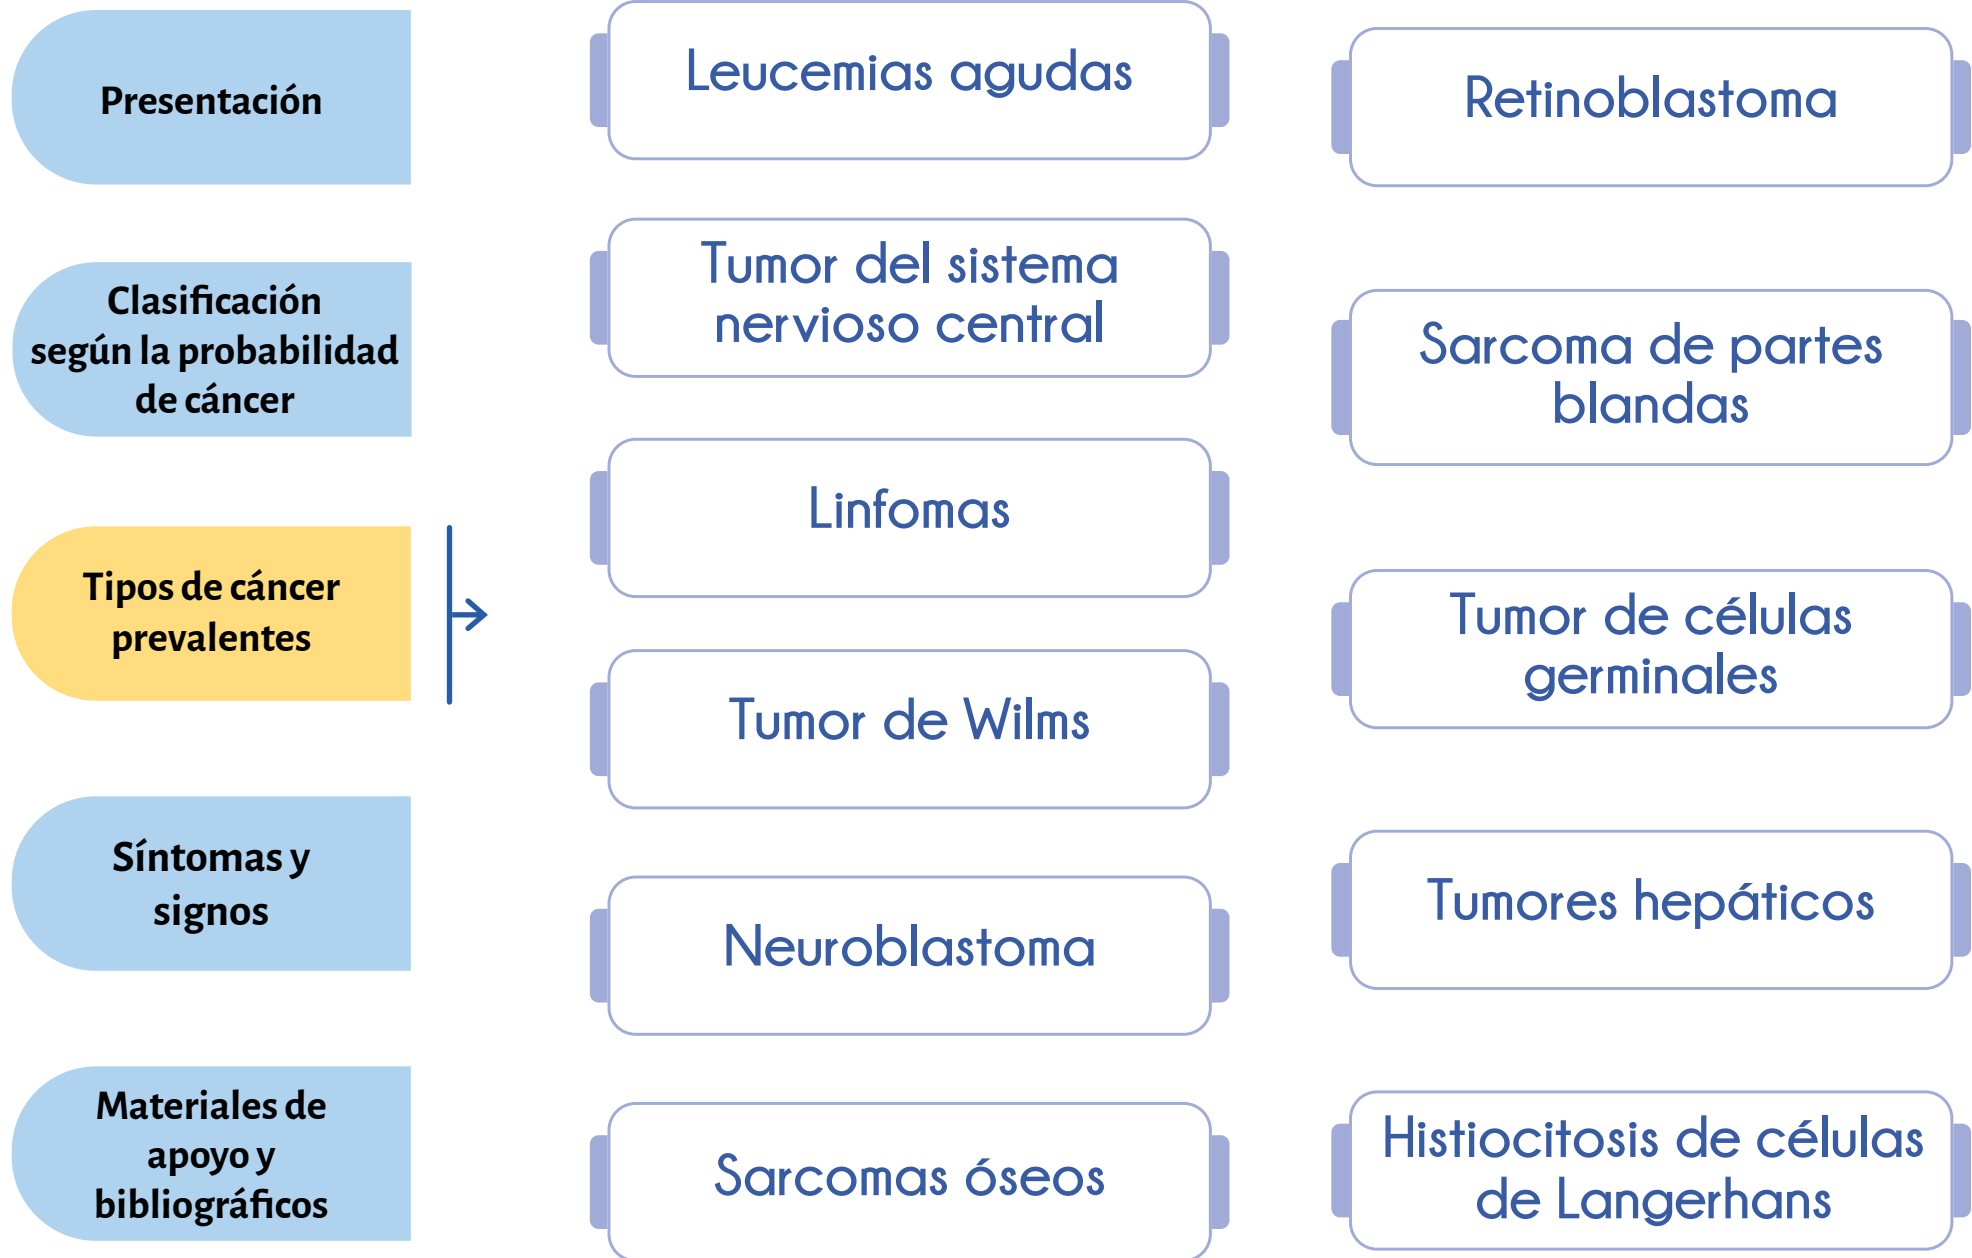 Presentación
Clasificación
según la probabilidad
de cáncer
Tipos de cáncer
prevalentes
Síntomas y
signos
Materiales de
apoyo y
bibliográficos
Leucemias agudas
Tumor del sistema
nervioso central
Linfomas
Tumor de Wilms
Neuroblastoma
Sarcomas óseos
Retinoblastoma
Sarcoma de partes
blandas
Tumor de células
germinales
Tumores hepáticos
Histiocitosis de células
de Langerhans